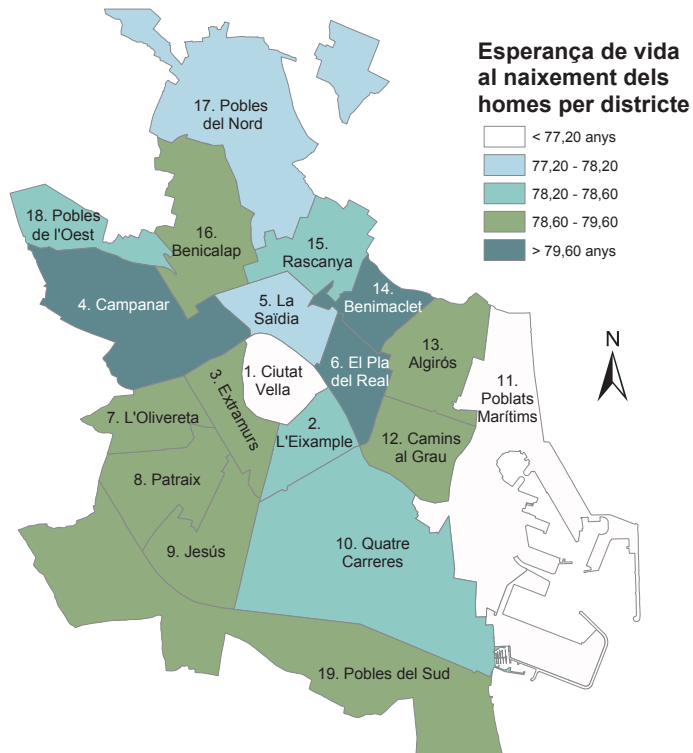 Esperança de vida
al naixement dels
homes per districte
< 77,20 anys
77,20 - 78,20
78,20 - 78,60
78,60 - 79,60
> 79,60 anys
17. Pobles
del Nord
18. Pobles
de l'Oest
16.
Benicalap
15.
Rascanya
4. Campanar
5. La
Saïdia
14.
Benimaclet
13.
Algirós
6. El Pla
del Real
1. Ciutat
Vella
3. Extramurs
11.
Poblats
Marítims
7. L'Olivereta
2.
L'Eixample
12. Camins
al Grau
8. Patraix
9. Jesús
10. Quatre
Carreres
19. Pobles del Sud
N